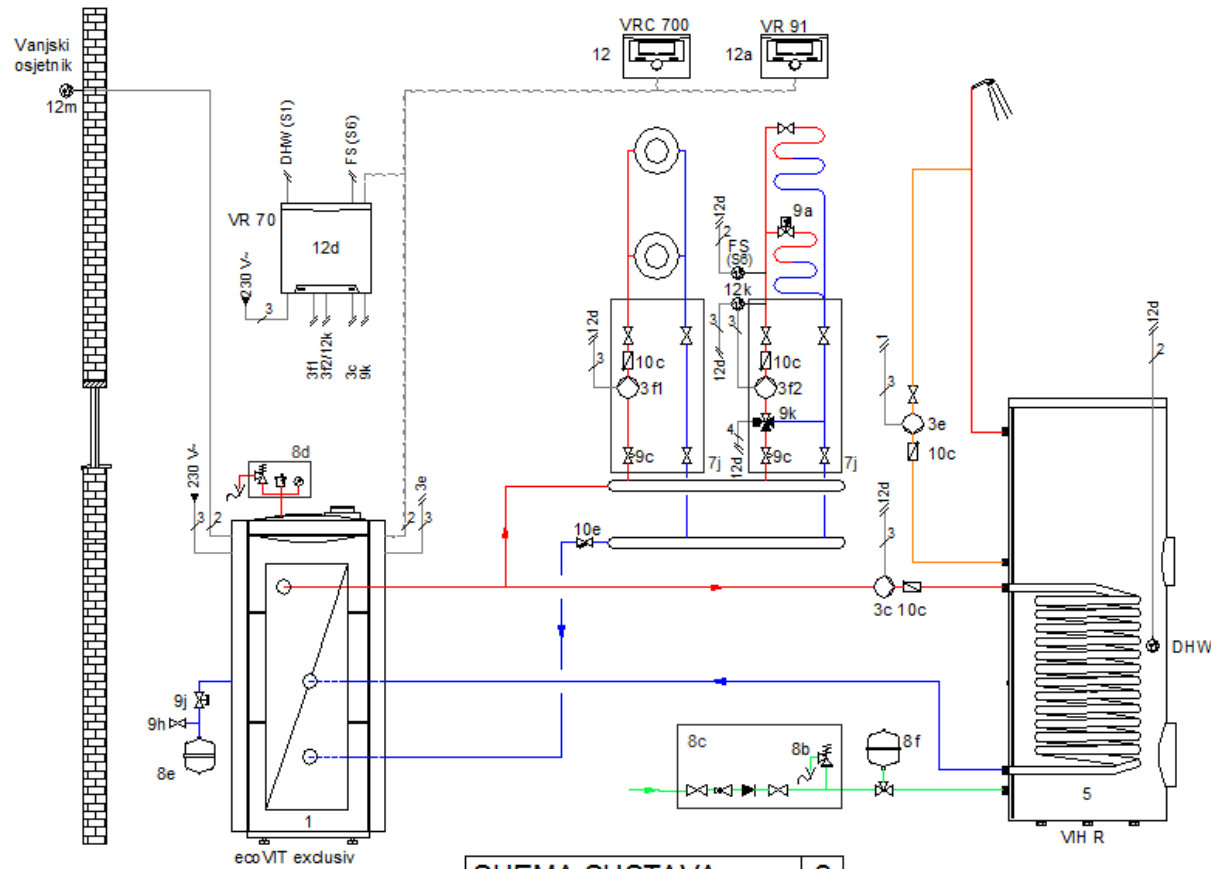 VRC 700
VR 91
Vanjski
osjetnik
12
12a
12m
DHW (S1)
FS (S6)
VR 70
12d
230 V~
3
3f1
3f2/12k
3c
9k
12d
2
FS
(S6)
9a
12k
12d
3
10c
3f1
9c
7j
3
3
12d
10c
3f2
9k
4
12d
9c
7j
1
3
3e
10c
12d
2
230 V~
3
2
8d
3e
2
3
10e
12d
3
3c
10c
DHW
9j
9h
8e
8c
8b
8f
1
5
ecoVIT exclusiv
VIH R